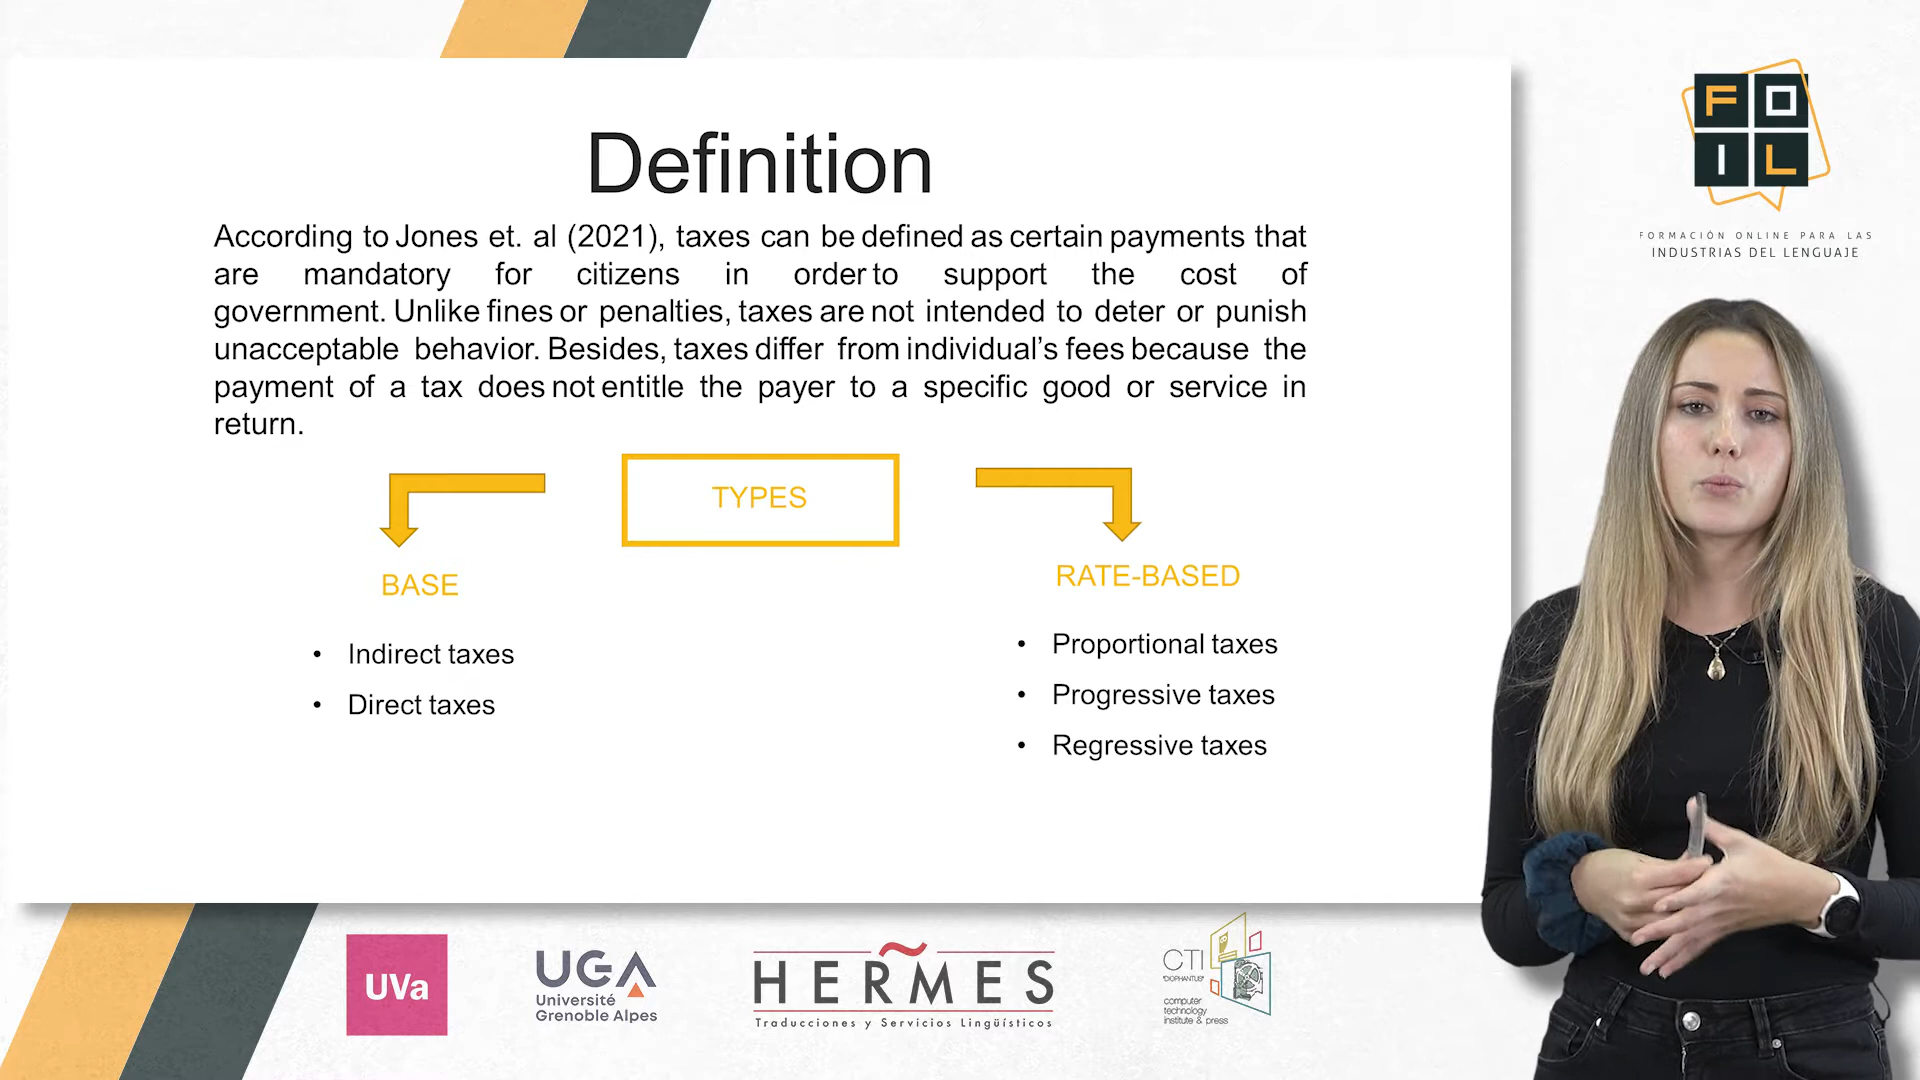 Definition
According to Jones et. al (2021), taxes can be defined as certain payments that
are mandatory for citizens in order to support the cost of
government. Unlike fines or penalties, taxes are not intended to deter or punish
unacceptable behavior. Besides, taxes differ from individual’s fees because the
payment of a tax does not entitle the payer to a specific good or service in
return.
TYPES
BASE
RATE-BASED
• Indirect taxes
• Direct taxes
• Proportional taxes
• Progressive taxes
• Regressive taxes
FO
IL
FORMACIÓN ONLINE PARA LAS
INDUSTRIAS DEL LENGUAJE
UVa
UGA
Université
Grenoble Alpes
HERMES
Traducciones y Servicios Lingüísticos
CTI
"DIOPHANTUS"
computer
technology
institute & press